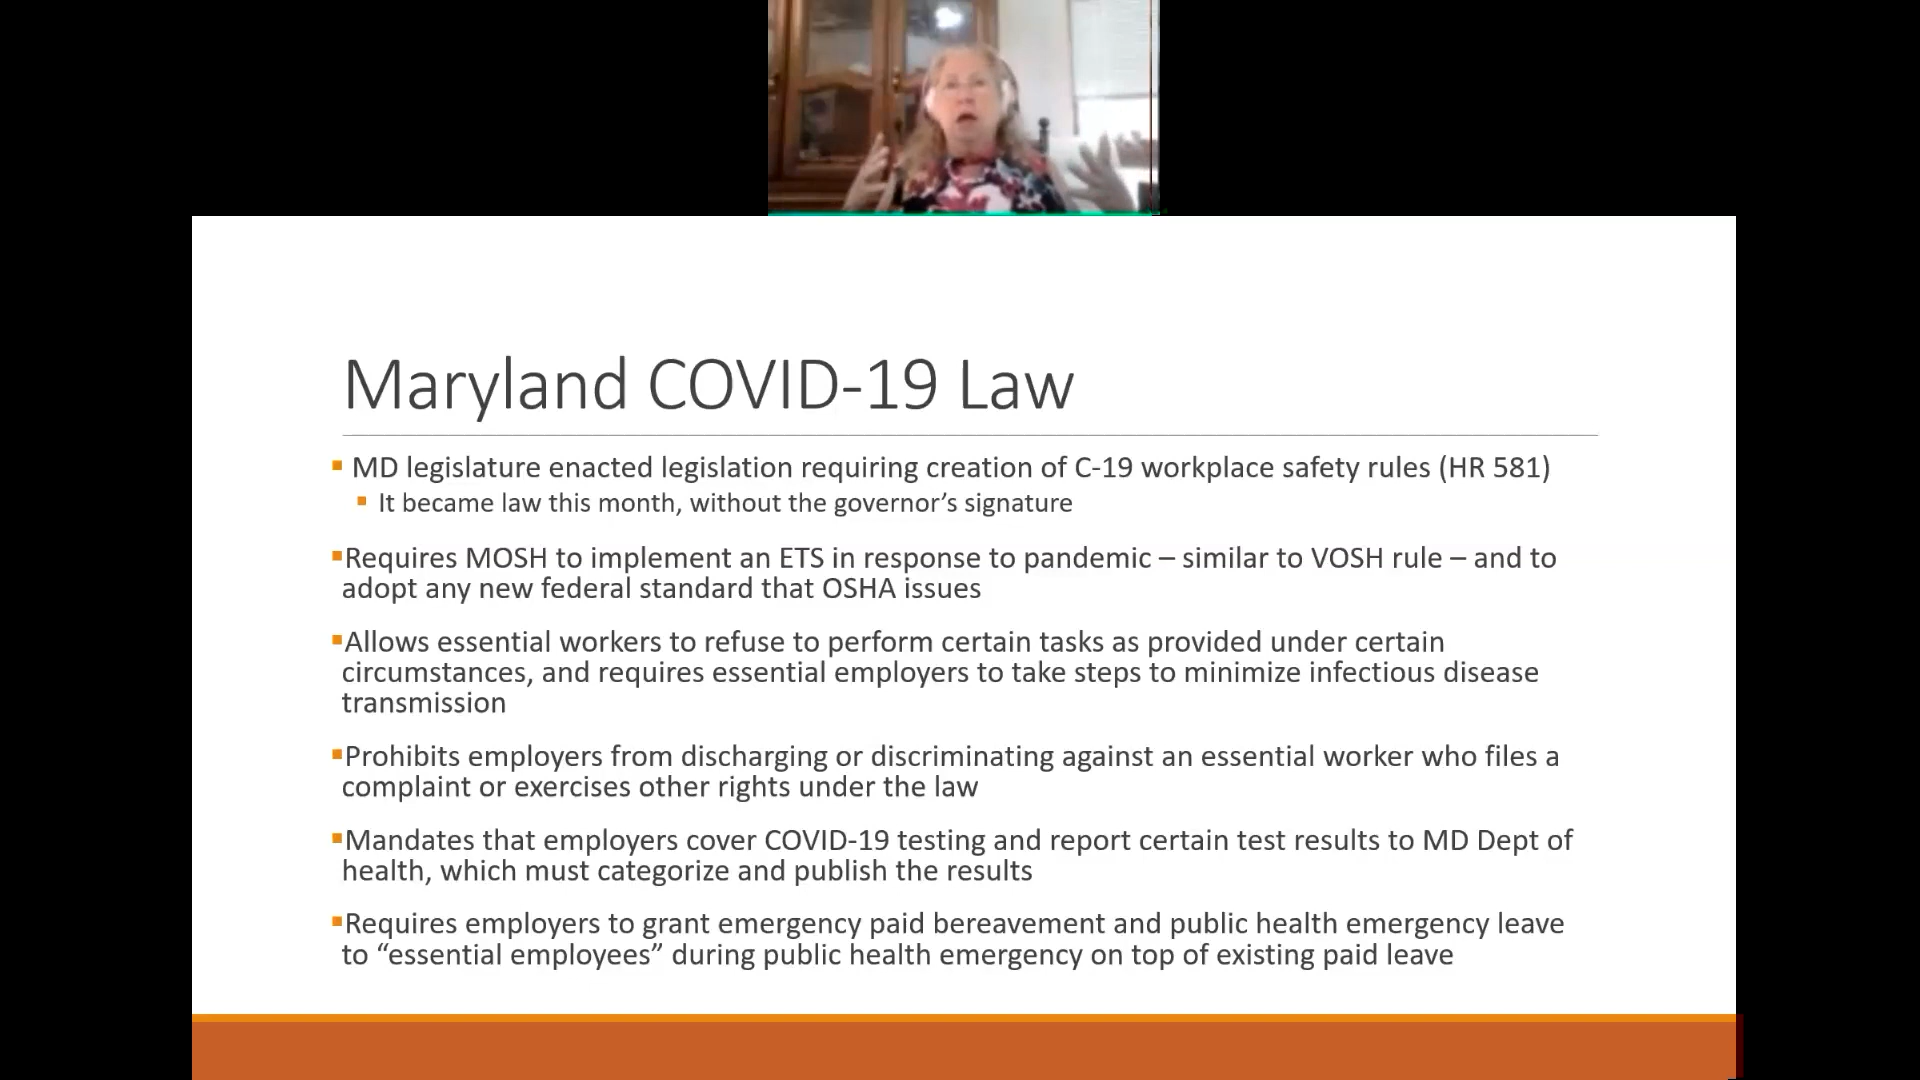 Maryland COVID-19 Law
MD legislature enacted legislation requiring creation of C-19 workplace safety rules (HR 581)
It became law this month, without the governor’s signature
Requires MOSH to implement an ETS in response to pandemic – similar to VOSH rule – and to
adopt any new federal standard that OSHA issues
Allows essential workers to refuse to perform certain tasks as provided under certain
circumstances, and requires essential employers to take steps to minimize infectious disease
transmission
Prohibits employers from discharging or discriminating against an essential worker who files a
complaint or exercises other rights under the law
Mandates that employers cover COVID-19 testing and report certain test results to MD Dept of
health, which must categorize and publish the results
Requires employers to grant emergency paid bereavement and public health emergency leave
to “essential employees” during public health emergency on top of existing paid leave